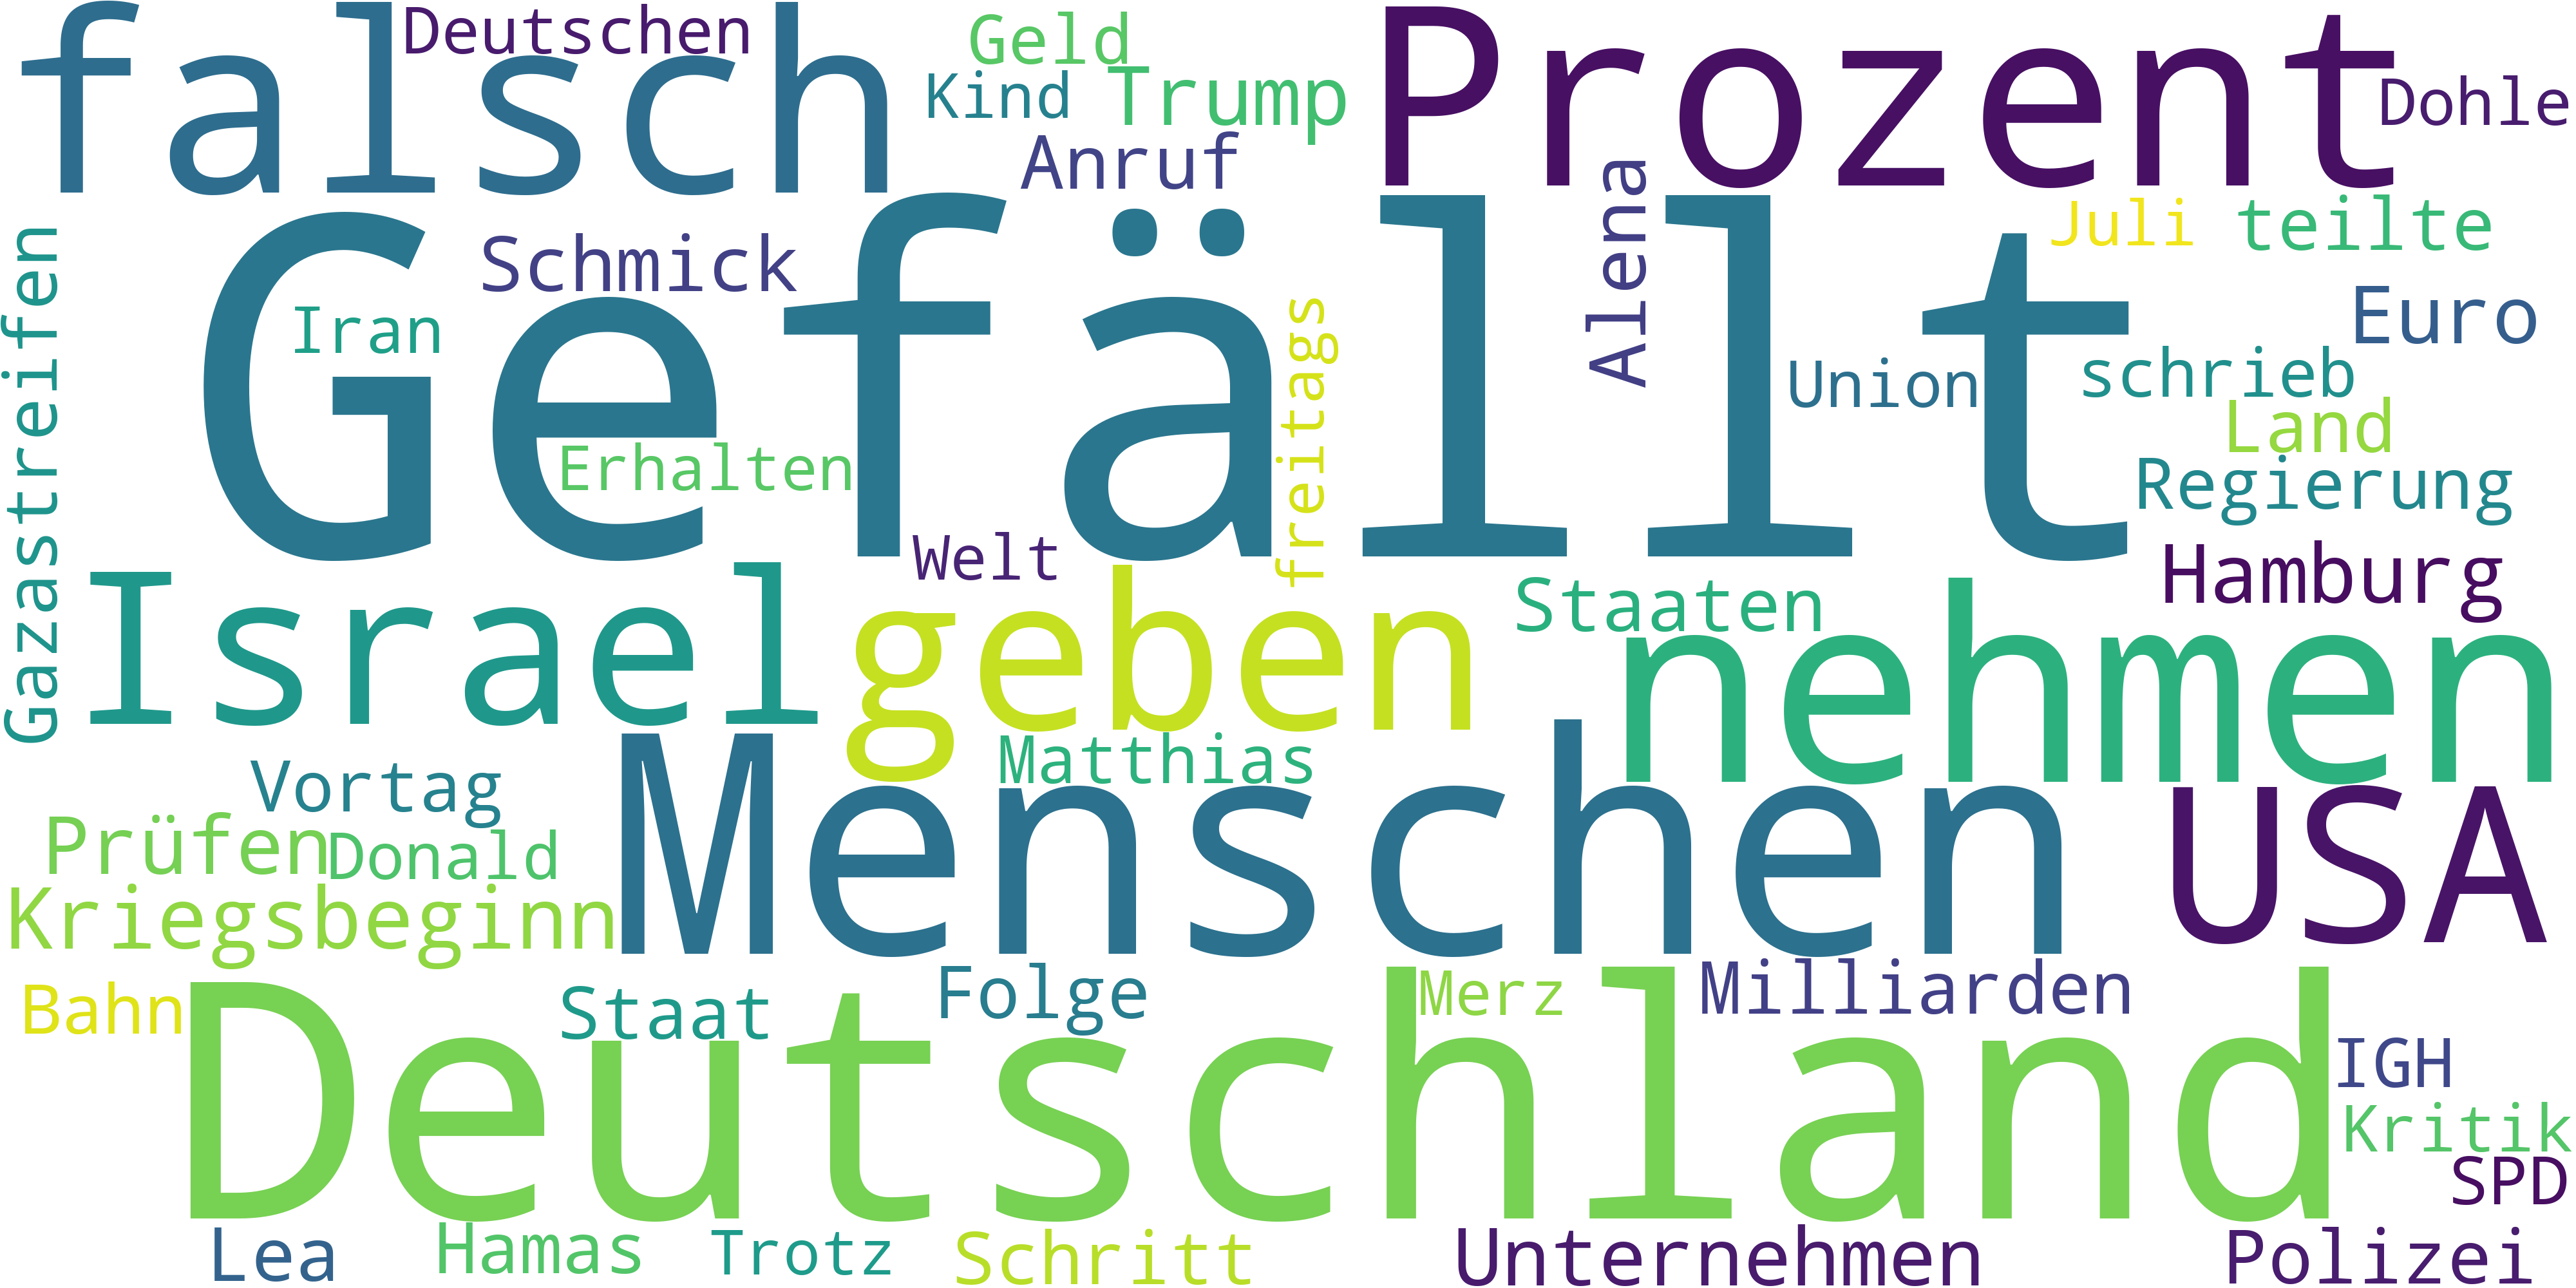 falsch
Deutschen
Geld
Kind
Trump
Anruf
Prozent
Dohle
Gefällt
Schmick
Iran
Erhalten
Gazastreifen
freitags
Alena
Juli
teilte
Euro
Union
schrieb
Land
Regierung
Hamburg
Welt
Israel
geben
Staaten
nehmen
Matthias
Menschen
USA
Vortag
Prüfen
Donald
Kriegsbeginn
Bahn
Staat
Folge
Merz
Milliarden
Deutschland
IGH
Kritik
SPD
Lea
Hamas
Trotz
Schritt
Unternehmen
Polizei